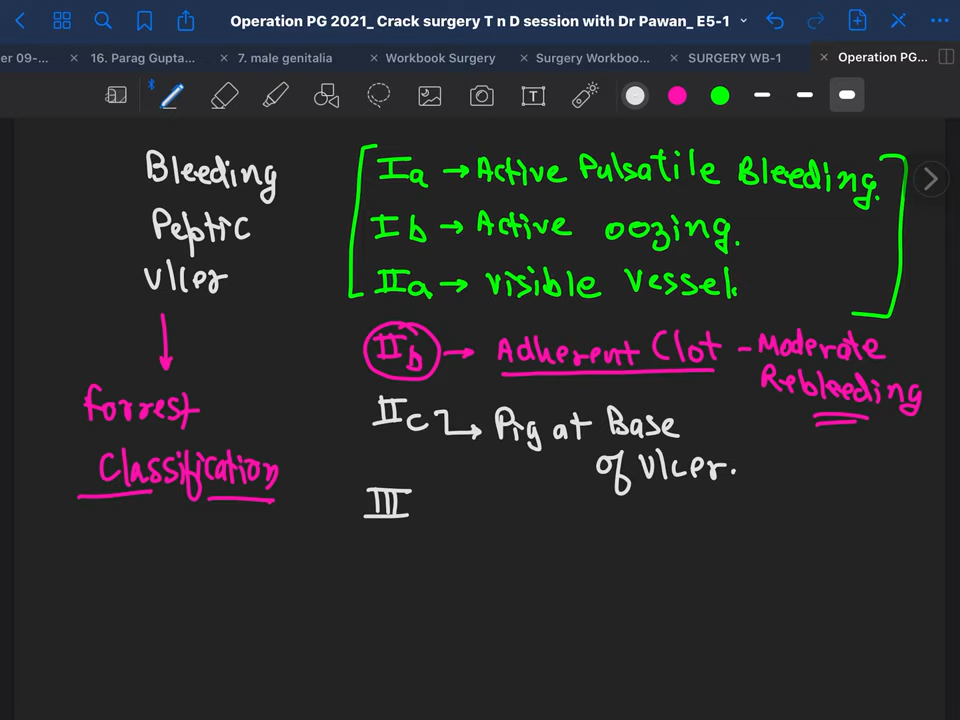 Operation PG 2021_ Crack surgery T n D session with Dr Pawan_ E5-1
er 09-... 16. Parag Gupta... 7. male genitalia Workbook Surgery Surgery Workboo... SURGERY WB-1 Operation PG...
Bleeding
Peptic
Ulcer
Forrest
Classification
Ia → Active Pulsatile Bleeding.
Ib → Active oozing.
IIa → visible vessel.
IIb → Adherent Clot - Moderate
Rebleeding
IIc → Pig at Base
of Ulcer.
III